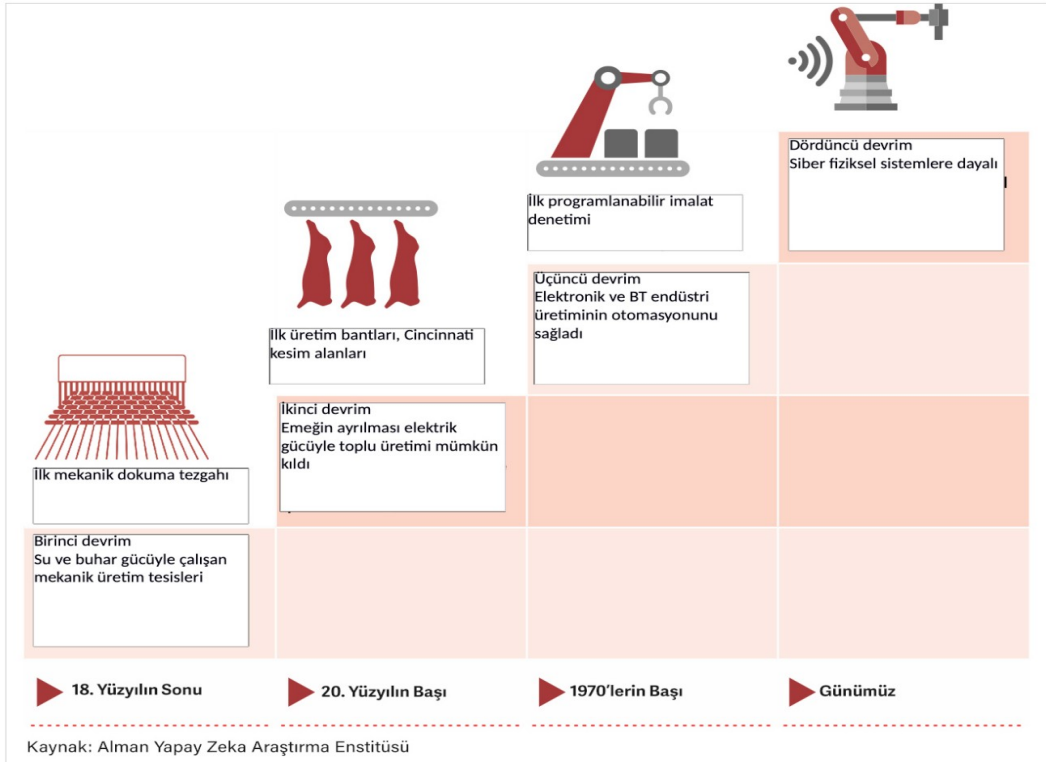 Dördüncü devrim
Siber fiziksel sistemlere dayalı
İlk programlanabilir imalat
denetimi
Üçüncü devrim
Elektronik ve BT endüstri
üretiminin otomasyonunu
sağladı
İlk üretim bantları, Cincinnati
kesim alanları
İkinci devrim
Emeğin ayrılması elektrik
gücüyle toplu üretimi mümkün
kıldı
İlk mekanik dokuma tezgahı
Birinci devrim
Su ve buhar gücüyle çalışan
mekanik üretim tesisleri
18. Yüzyılın Sonu
20. Yüzyılın Başı
1970'lerin Başı
Günümüz
Kaynak: Alman Yapay Zeka Araştırma Enstitüsü